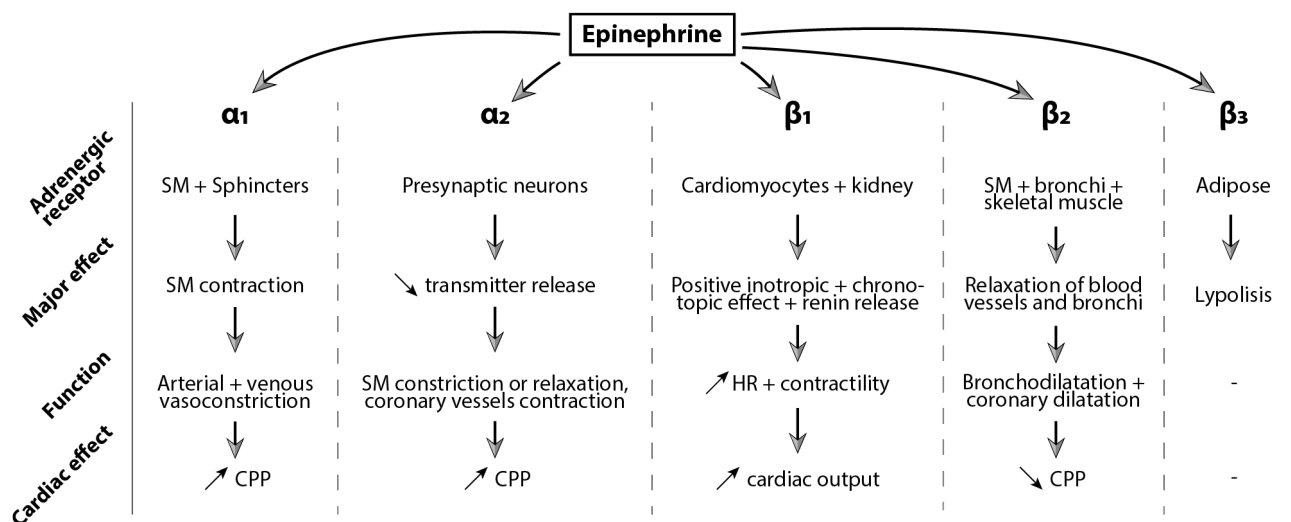 Epinephrine
α1
α2
β1
β2
β3
Adrenergic
receptor
SM + Sphincters
Presynaptic neurons
Cardiomyocytes + kidney
SM + bronchi +
skeletal muscle
Adipose
Major effect
SM contraction
transmitter release
Positive inotropic + chrono-
topic effect + renin release
Relaxation of blood
vessels and bronchi
Lypolisis
Function
Arterial + venous
vasoconstriction
SM constriction or relaxation,
coronary vessels contraction
HR + contractility
Bronchodilatation +
coronary dilatation
-
Cardiac effect
CPP
CPP
cardiac output
CPP
-